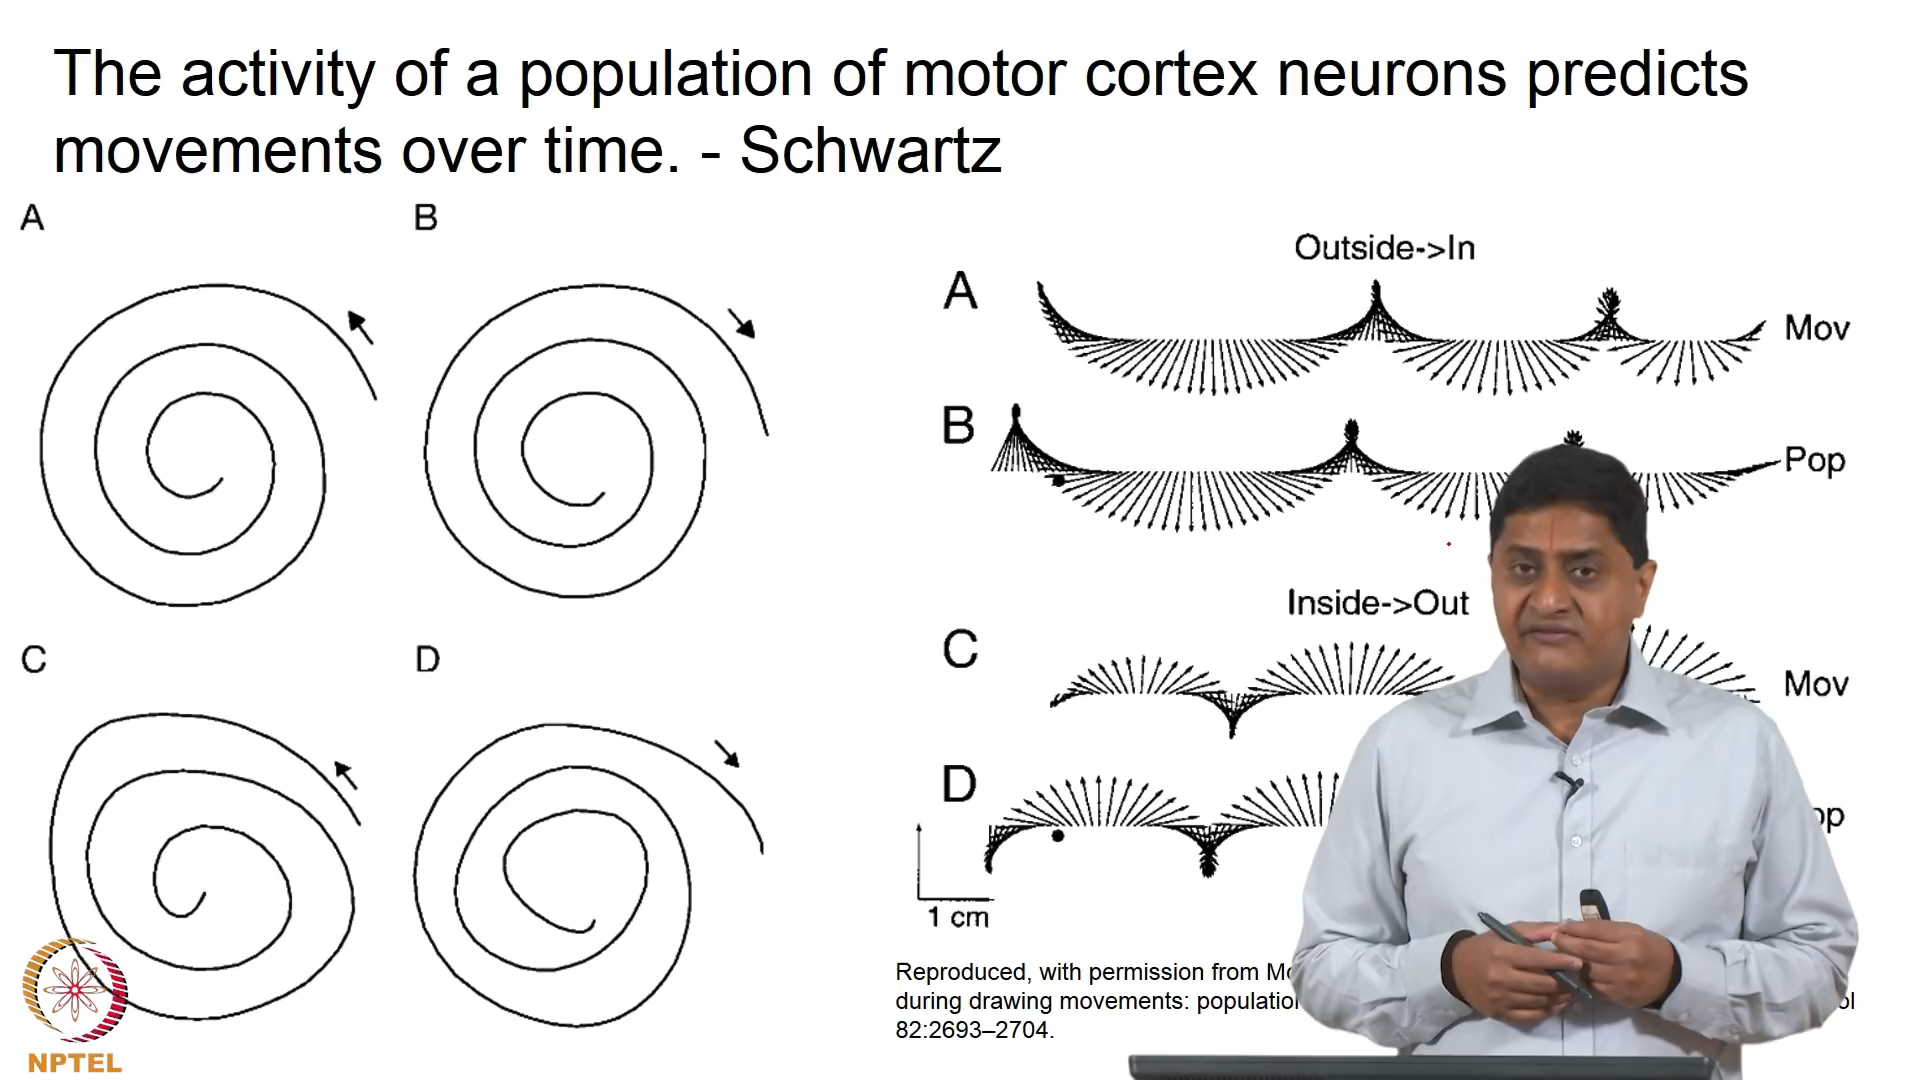 The activity of a population of motor cortex neurons predicts
movements over time. - Schwartz
A
B
C
D
Outside->In
A
Mov
B
Pop
Inside->Out
C
Mov
D
1 cm
Reproduced, with permission from
during drawing movements:
82:2693–2704.
NPTEL